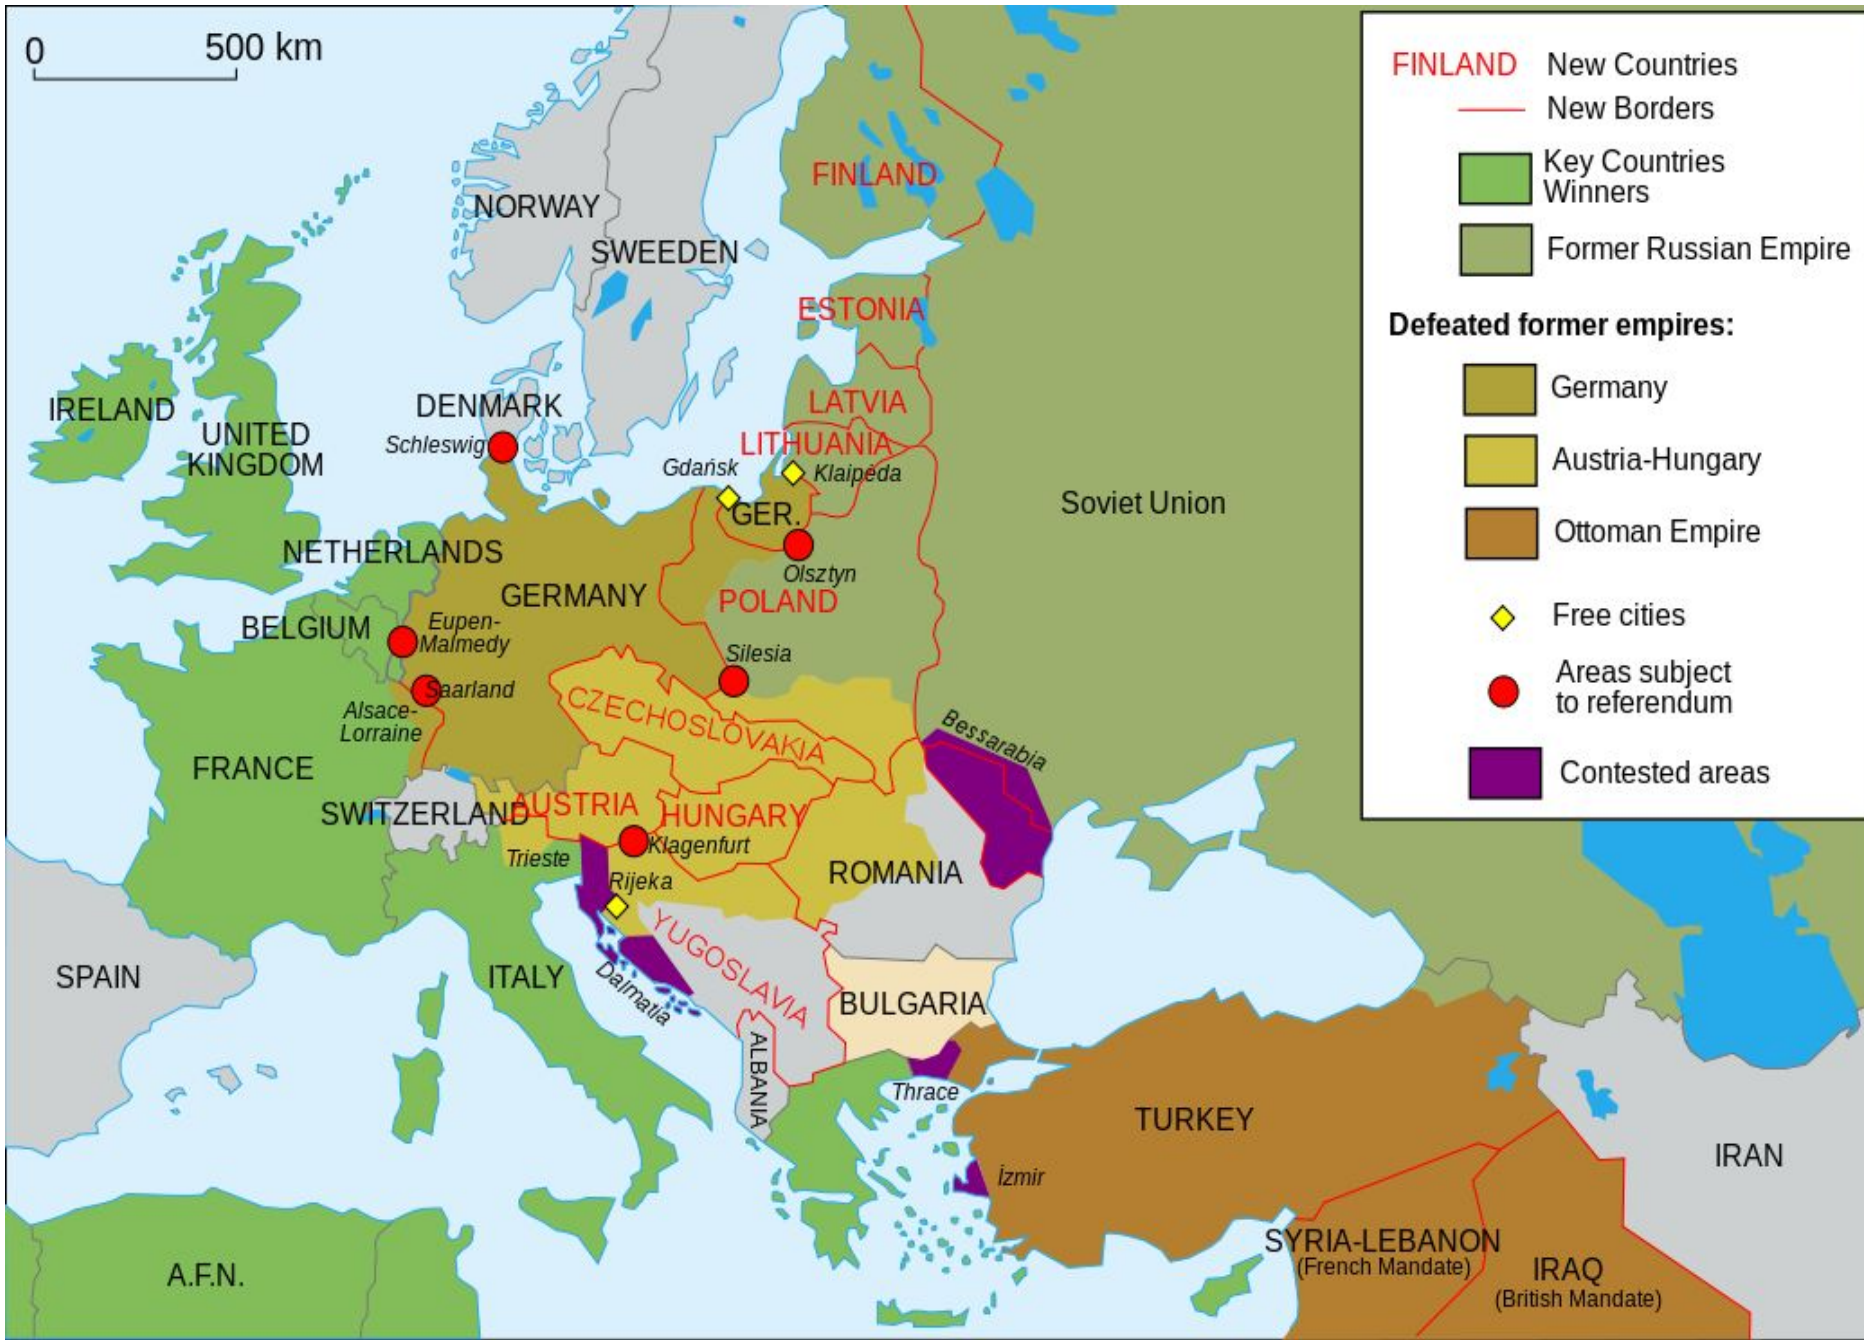 0 500 km
NORWAY
SWEEDEN
FINLAND
ESTONIA
LATVIA
LITHUANIA
IRELAND
UNITED
KINGDOM
DENMARK
Schleswig
Gdańsk
Klaipėda
GER.
Olsztyn
POLAND
Soviet Union
NETHERLANDS
GERMANY
BELGIUM
Eupen-
Malmedy
Silesia
Saarland
Alsace-
Lorraine
CZECHOSLOVAKIA
Bessarabia
FRANCE
SWITZERLAND
AUSTRIA
HUNGARY
Klagenfurt
Trieste
Rijeka
ROMANIA
YUGOSLAVIA
Dalmatia
SPAIN
ITALY
BULGARIA
ALBANIA
Thrace
TURKEY
İzmir
IRAN
SYRIA-LEBANON
(French Mandate)
IRAQ
(British Mandate)
A.F.N.
FINLAND New Countries
New Borders
Key Countries
Winners
Former Russian Empire
Defeated former empires:
Germany
Austria-Hungary
Ottoman Empire
Free cities
Areas subject
to referendum
Contested areas